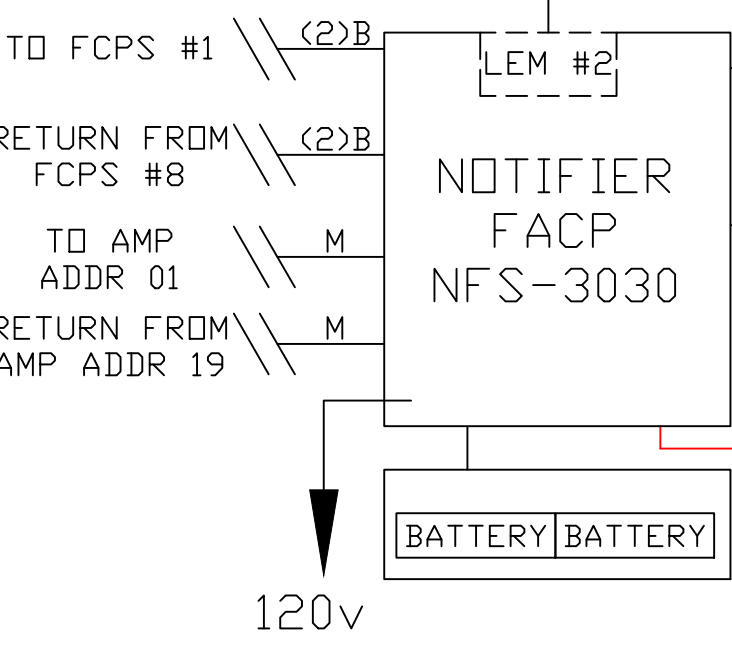 TO FCPS #1
(2)B
LEM #2
RETURN FROM
FCPS #8
(2)B
NOTIFIER
FACP
NFS-3030
TO AMP
ADDR 01
M
RETURN FROM
AMP ADDR 19
M
BATTERY BATTERY
120v